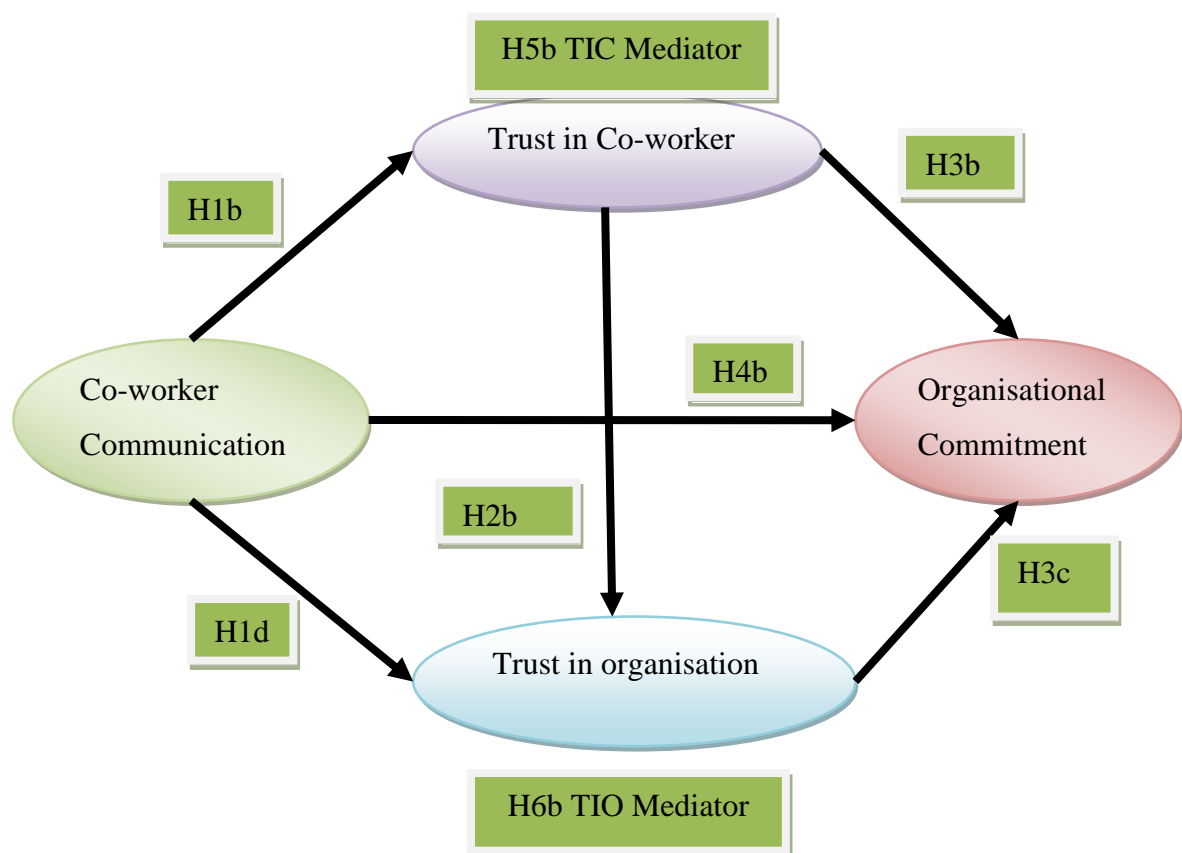 H5b TIC Mediator
Trust in Co-worker
H3b
H1b
H4b
Co-worker
Communication
Organisational
Commitment
H2b
H3c
H1d
Trust in organisation
H6b TIO Mediator